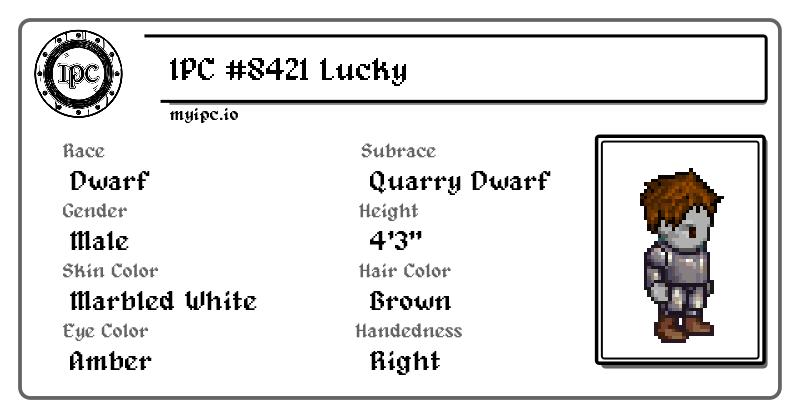 IPC
IPC #8421 Lucky
myipc.io
Race
Subrace
Dwarf
Quarry Dwarf
Gender
Height
Male
4'3"
Skin Color
Hair Color
Marbled White
Brown
Eye Color
Handedness
Amber
Right